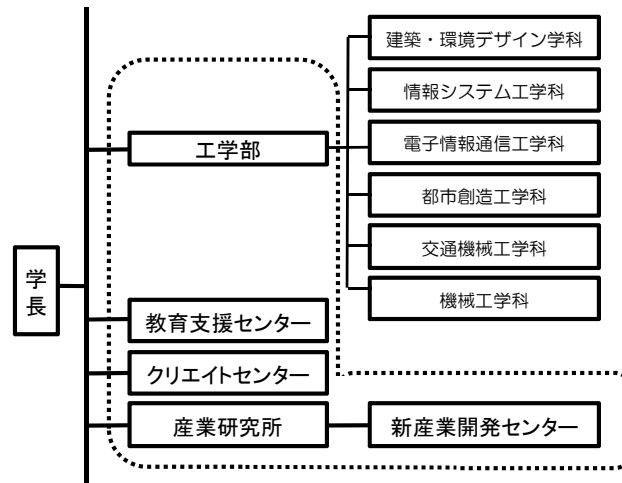 建築・環境デザイン学科
情報システム工学科
工学部
電子情報通信工学科
都市創造工学科
交通機械工学科
学長
機械工学科
教育支援センター
クリエイトセンター
産業研究所
新産業開発センター